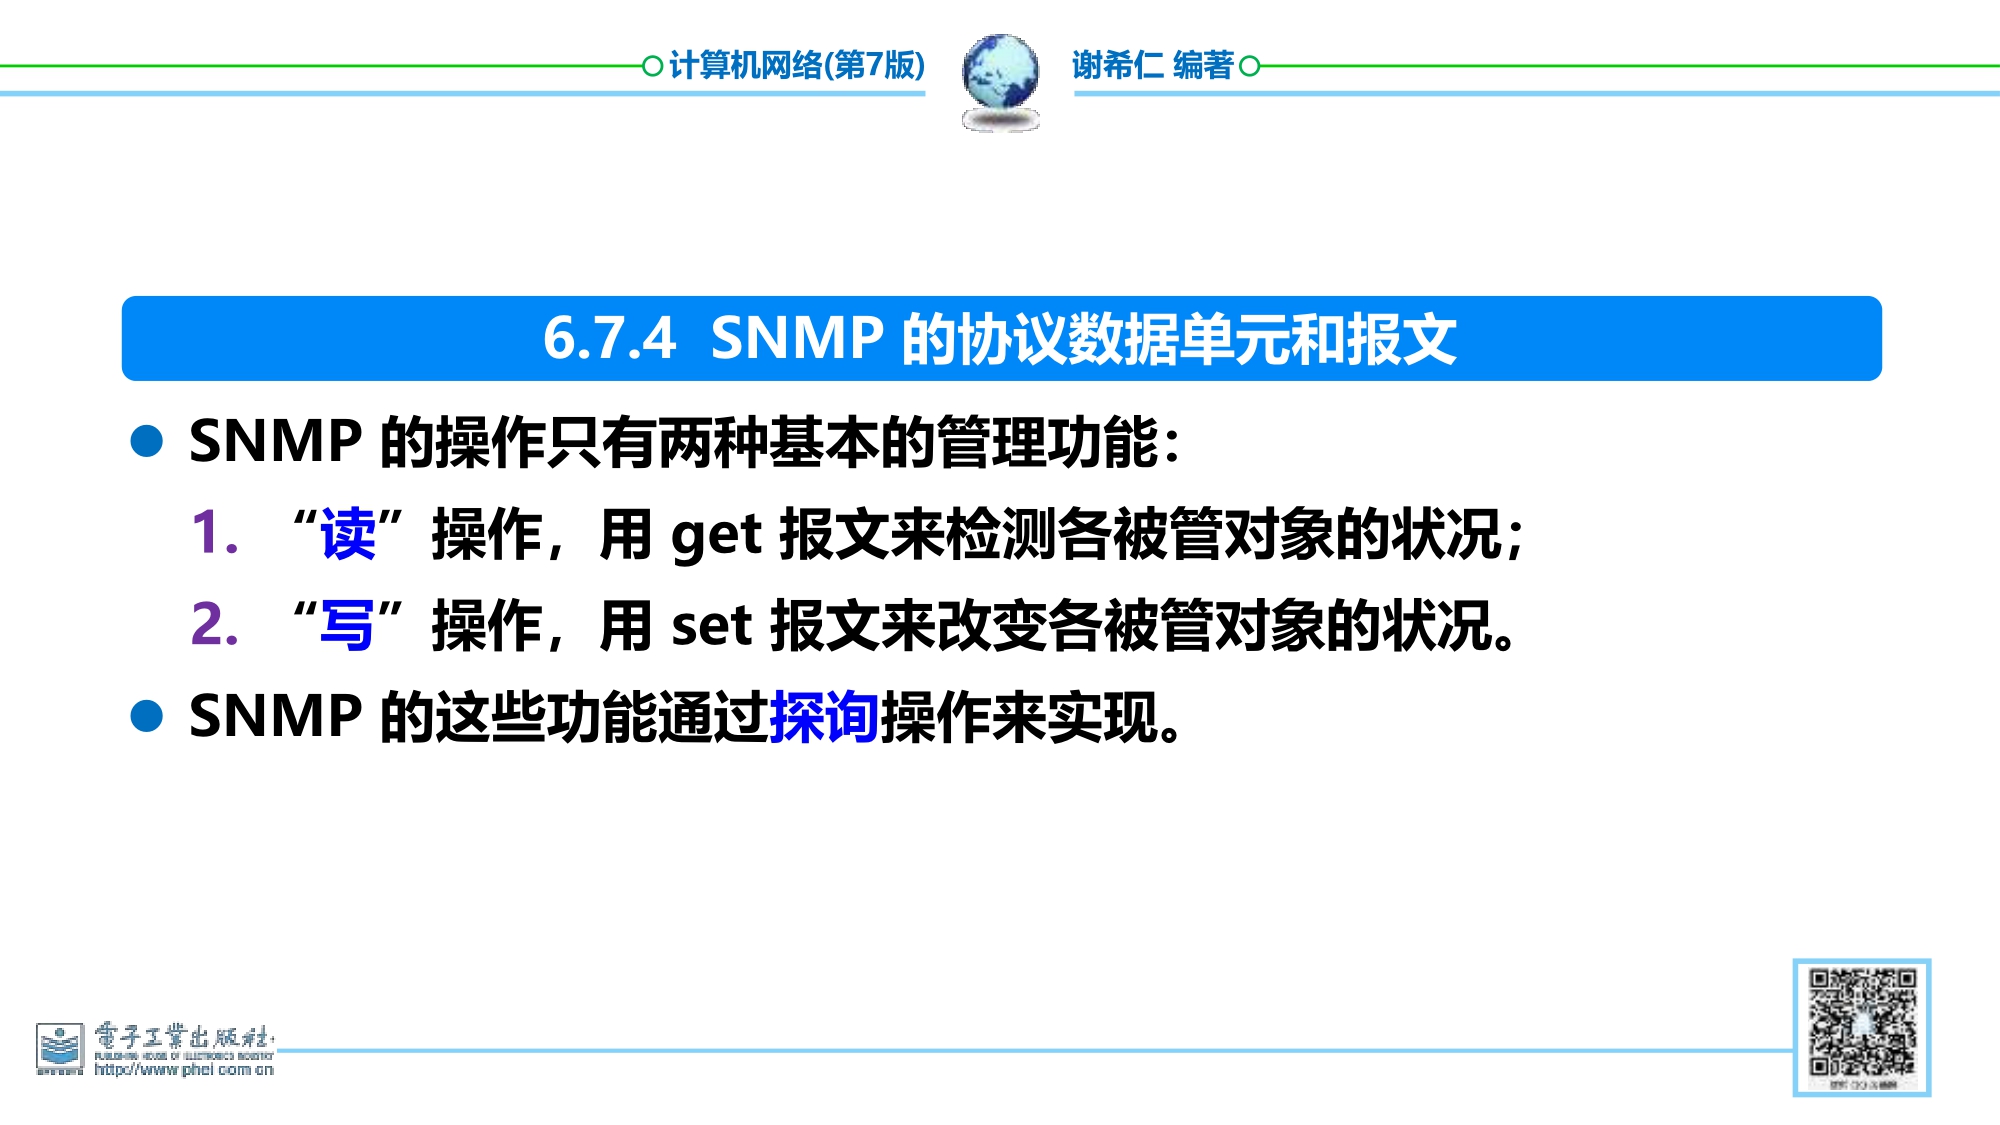 计算机网络(第7版) 谢希仁 编著
6.7.4 SNMP 的协议数据单元和报文
● SNMP 的操作只有两种基本的管理功能：
1. “读”操作，用 get 报文来检测各被管对象的状况；
2. “写”操作，用 set 报文来改变各被管对象的状况。
● SNMP 的这些功能通过探询操作来实现。
電子工業出版社
PUBLISHING HOUSE OF ELECTRONICS INDUSTRY
http://www.phei.com.cn